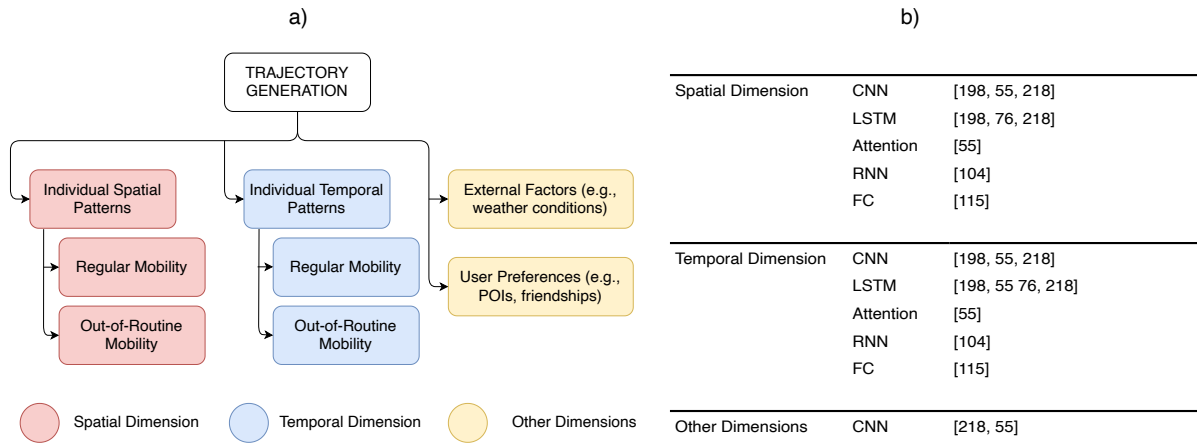 a)
TRAJECTORY
GENERATION
Individual Spatial
Patterns
Regular Mobility
Out-of-Routine
Mobility
Individual Temporal
Patterns
Regular Mobility
Out-of-Routine
Mobility
External Factors (e.g.,
weather conditions)
User Preferences (e.g.,
POIs, friendships)
Spatial Dimension
Temporal Dimension
Other Dimensions
b)
Spatial Dimension CNN [198, 55, 218]
LSTM [198, 76, 218]
Attention [55]
RNN [104]
FC [115]
Temporal Dimension CNN [198, 55, 218]
LSTM [198, 55 76, 218]
Attention [55]
RNN [104]
FC [115]
Other Dimensions CNN [218, 55]